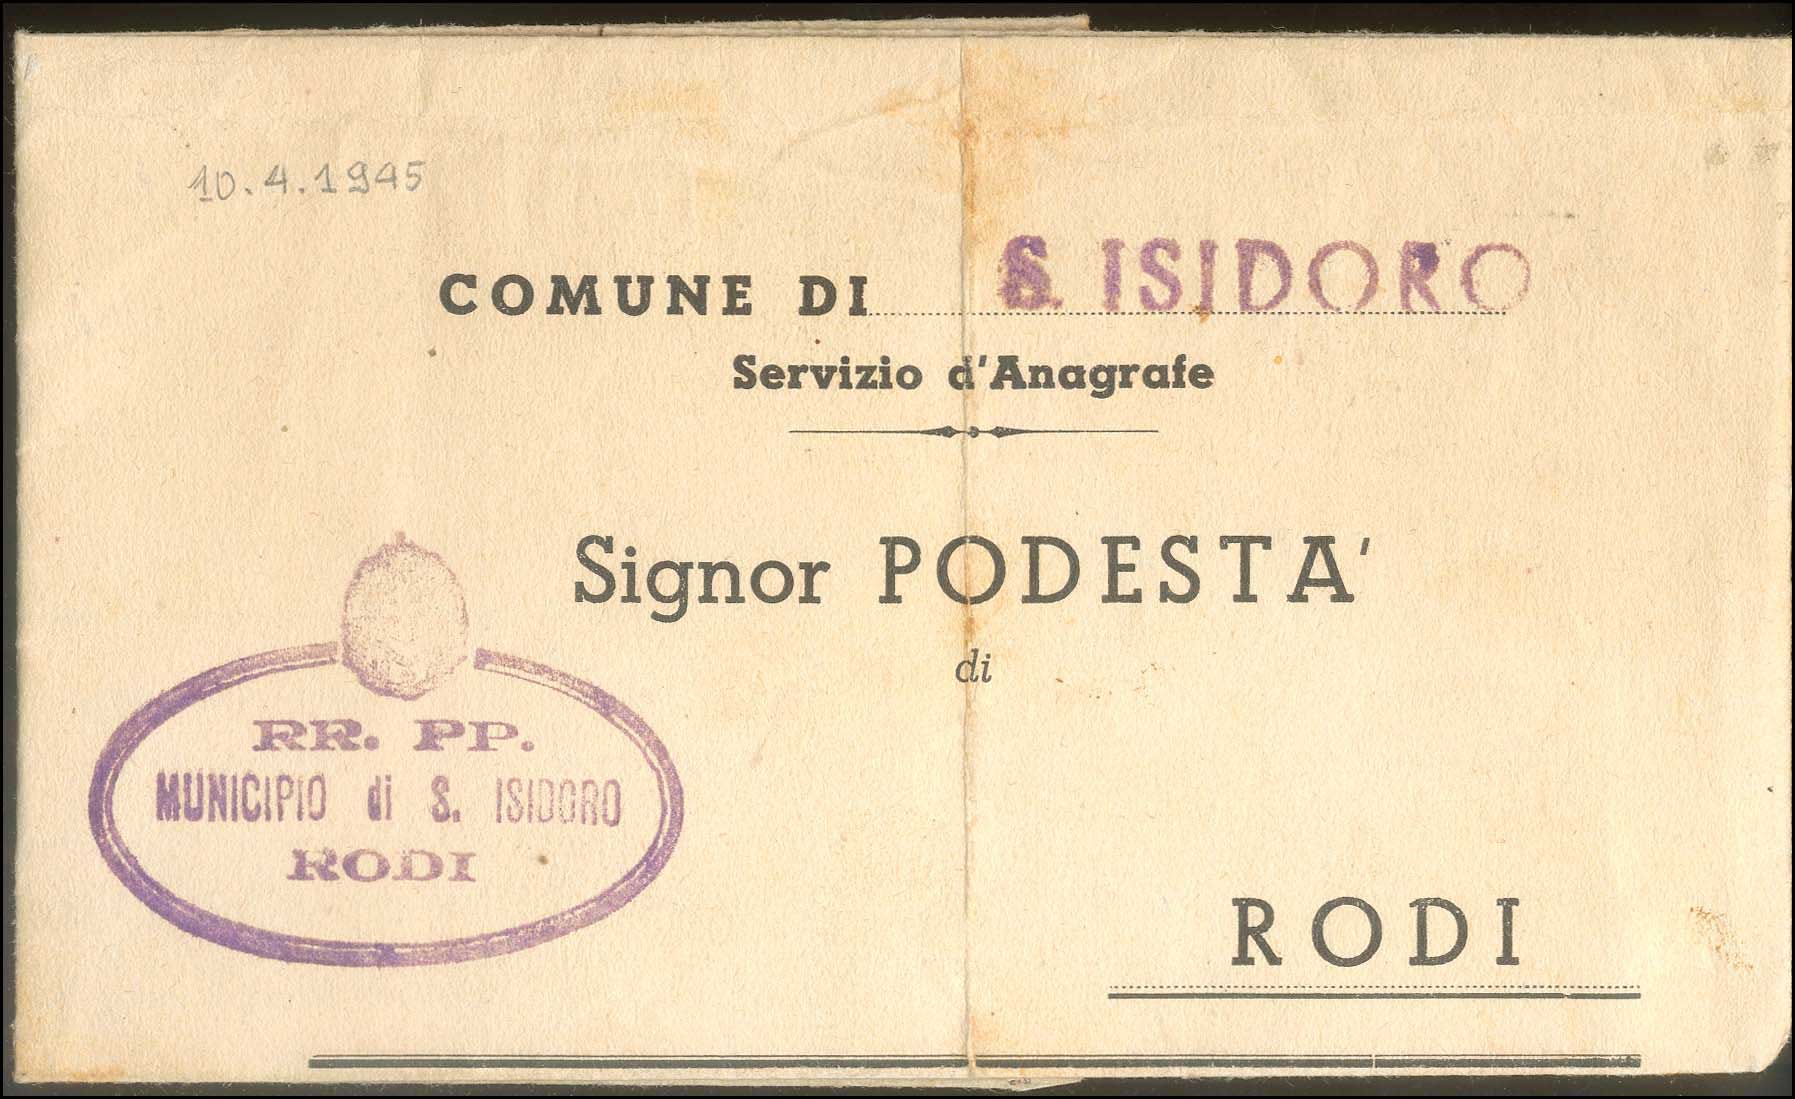 10.4.1945
COMUNE DI S. ISIDORO
Servizio d'Anagrafe
Signor PODESTA'
di
RODI
RR. PP.
MUNICIPIO di S. ISIDORO
RODI